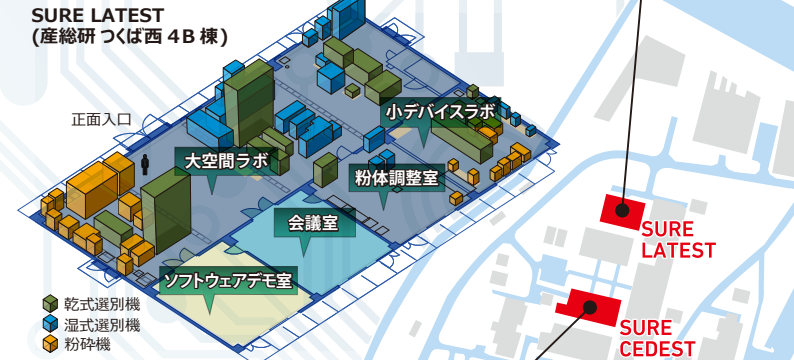 SURE LATEST
(産総研 つくば西 4B 棟)
正面入口
小デバイスラボ
大空間ラボ
粉体調整室
会議室
ソフトウェアデモ室
乾式選別機
湿式選別機
粉砕機
SURE
LATEST
SURE
CEDEST